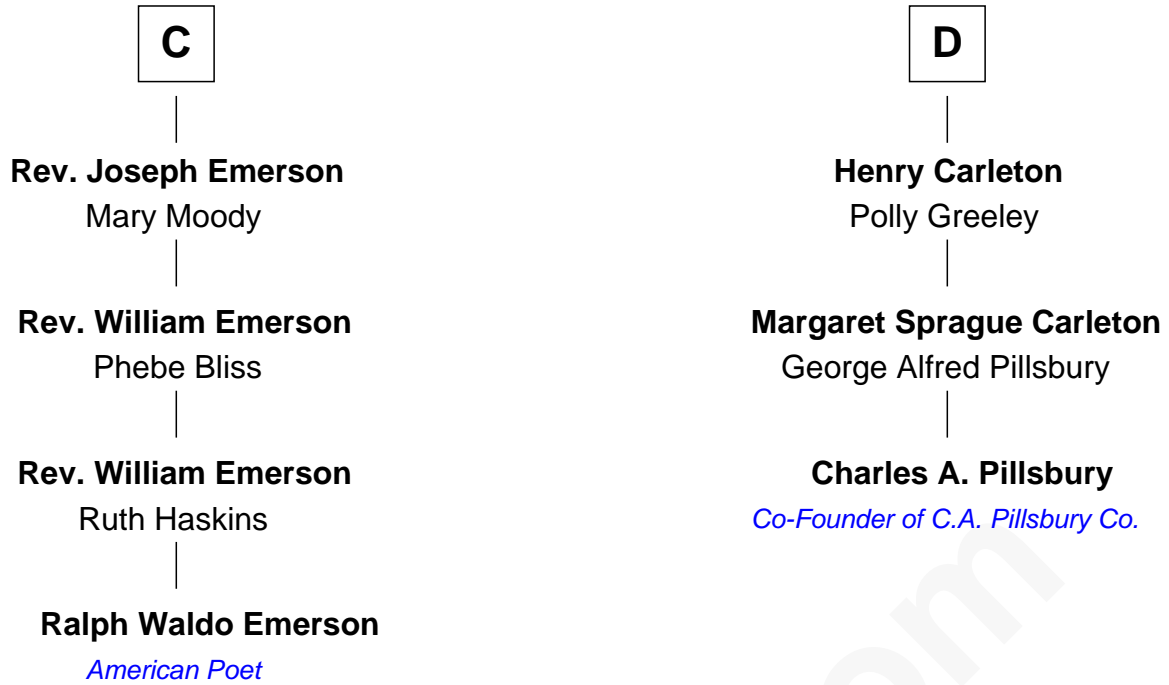 C
Rev. Joseph Emerson
Mary Moody
Rev. William Emerson
Phebe Bliss
Rev. William Emerson
Ruth Haskins
Ralph Waldo Emerson
American Poet
D
Henry Carleton
Polly Greeley
Margaret Sprague Carleton
George Alfred Pillsbury
Charles A. Pillsbury
Co-Founder of C.A. Pillsbury Co.
om